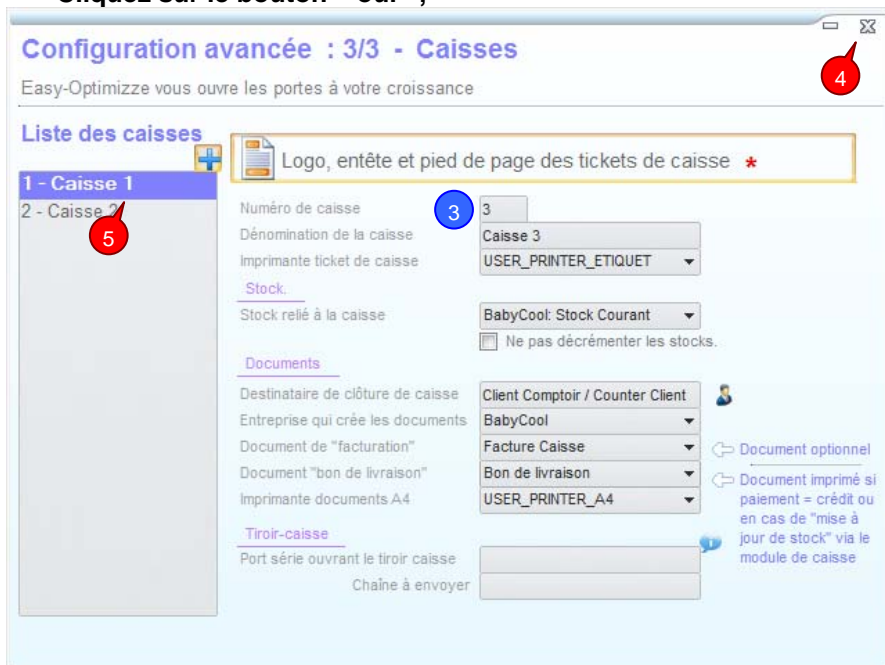 Cliquez sur le bouton " oui ",
Configuration avancée : 3/3 - Caisses
4
Easy-Optimizze vous ouvre les portes à votre croissance
Liste des caisses
Logo, entête et pied de page des tickets de caisse *
1 - Caisse 1
2 - Caisse 2
5
Numéro de caisse 3 3
Dénomination de la caisse Caisse 3
Imprimante ticket de caisse USER_PRINTER_ETIQUET
Stock.
Stock relié à la caisse BabyCool: Stock Courant
Ne pas décrémenter les stocks.
Documents
Destinataire de clôture de caisse Client Comptoir / Counter Client
Entreprise qui crée les documents BabyCool
Document de "facturation" Facture Caisse
Document optionnel
Document "bon de livraison" Bon de livraison
Imprimante documents A4 USER_PRINTER_A4
Document imprimé si
paiement = crédit ou
en cas de "mise à
jour de stock" via le
module de caisse
Tiroir-caisse
Port série ouvrant le tiroir caisse
Chaîne à envoyer